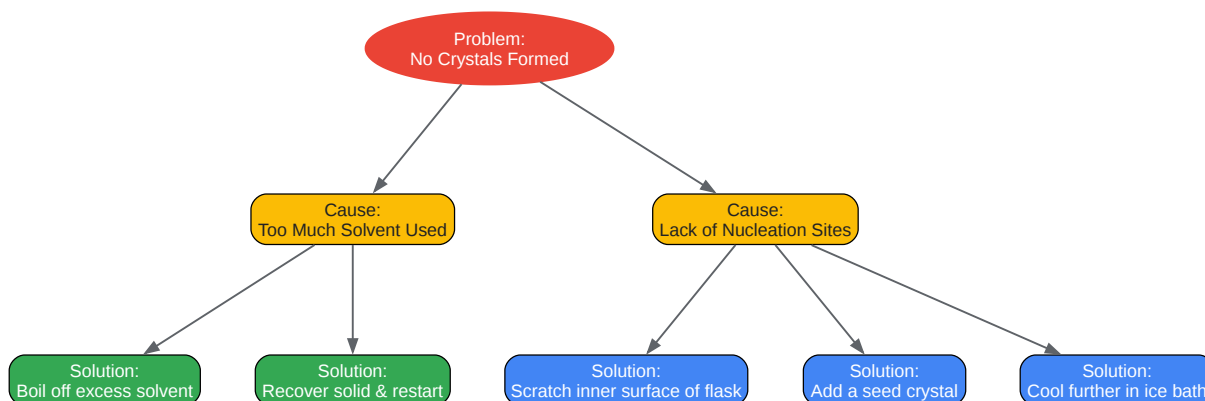 Problem:
No Crystals Formed
Cause:
Too Much Solvent Used
Cause:
Lack of Nucleation Sites
Solution:
Boil off excess solvent
Solution:
Recover solid & restart
Solution:
Scratch inner surface of flask
Solution:
Add a seed crystal
Solution:
Cool further in ice bath